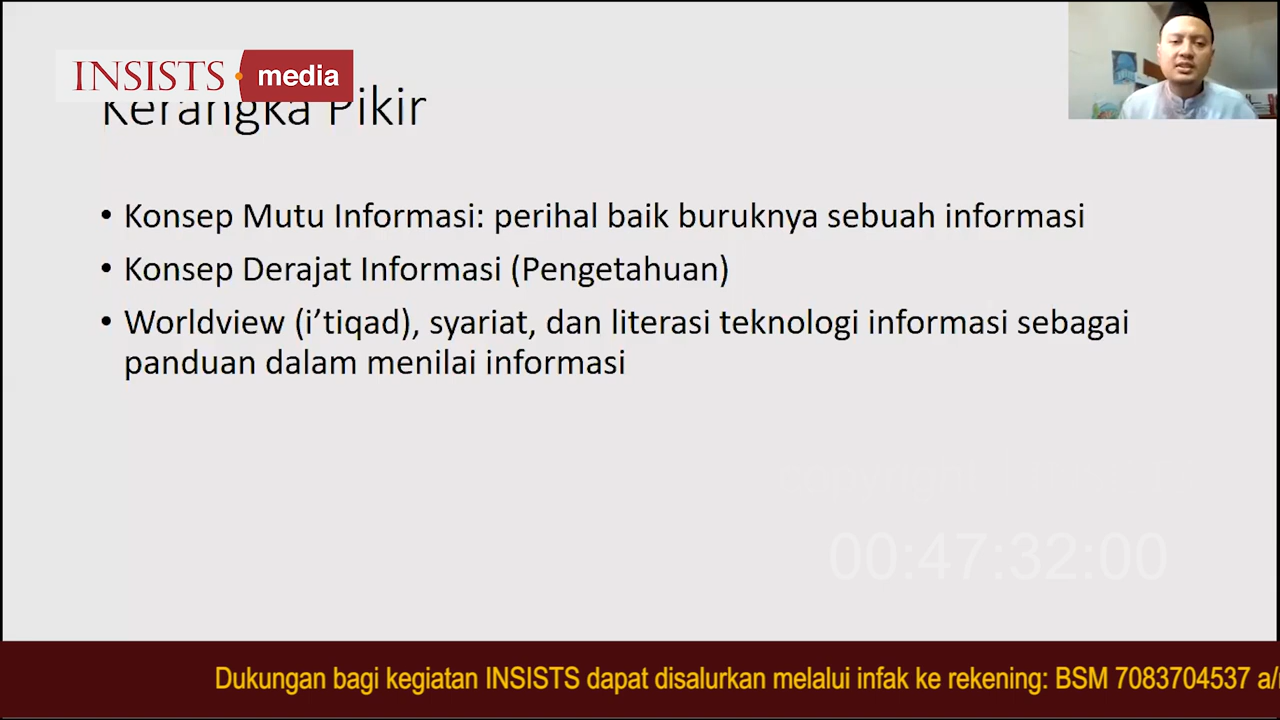 INSISTS media
Kerangka Pikir
• Konsep Mutu Informasi: perihal baik buruknya sebuah informasi
• Konsep Derajat Informasi (Pengetahuan)
• Worldview (i’tiqad), syariat, dan literasi teknologi informasi sebagai
panduan dalam menilai informasi
00:47:32:00
Dukungan bagi kegiatan INSISTS dapat disalurkan melalui infak ke rekening: BSM 7083704537